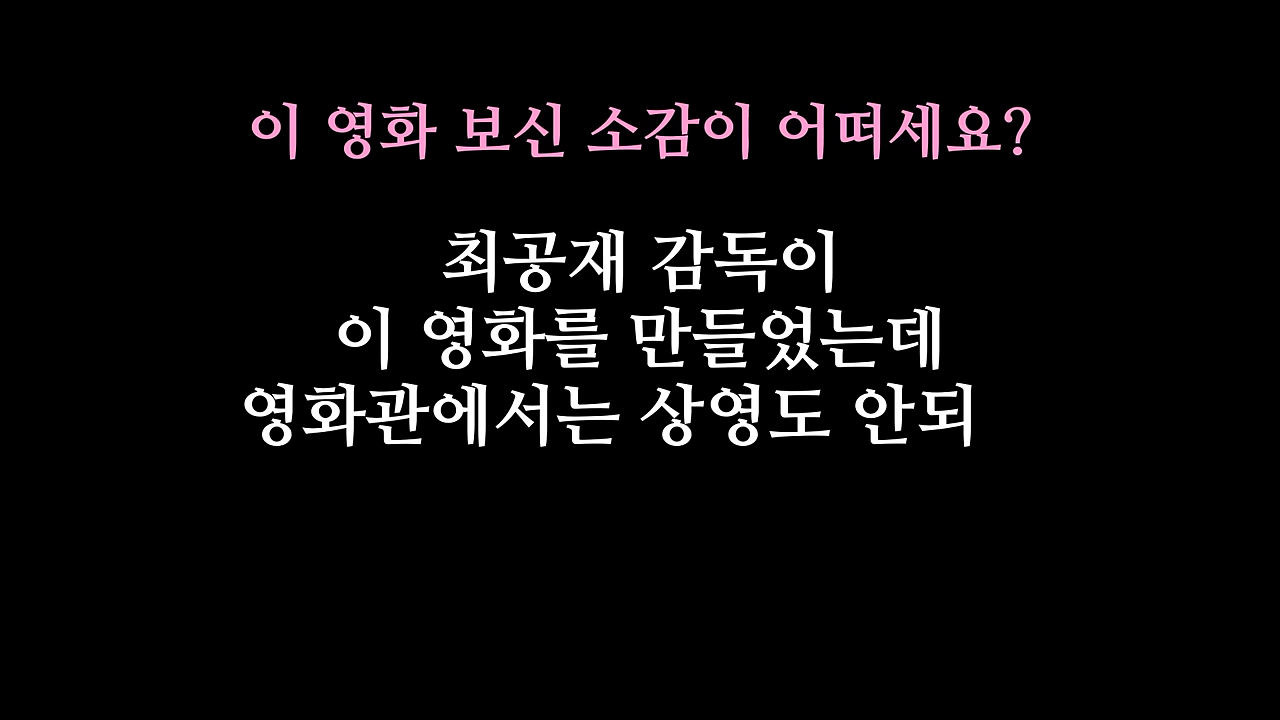 이 영화 보신 소감이 어떠세요?
최공재 감독이
이 영화를 만들었는데
영화관에서는 상영도 안되